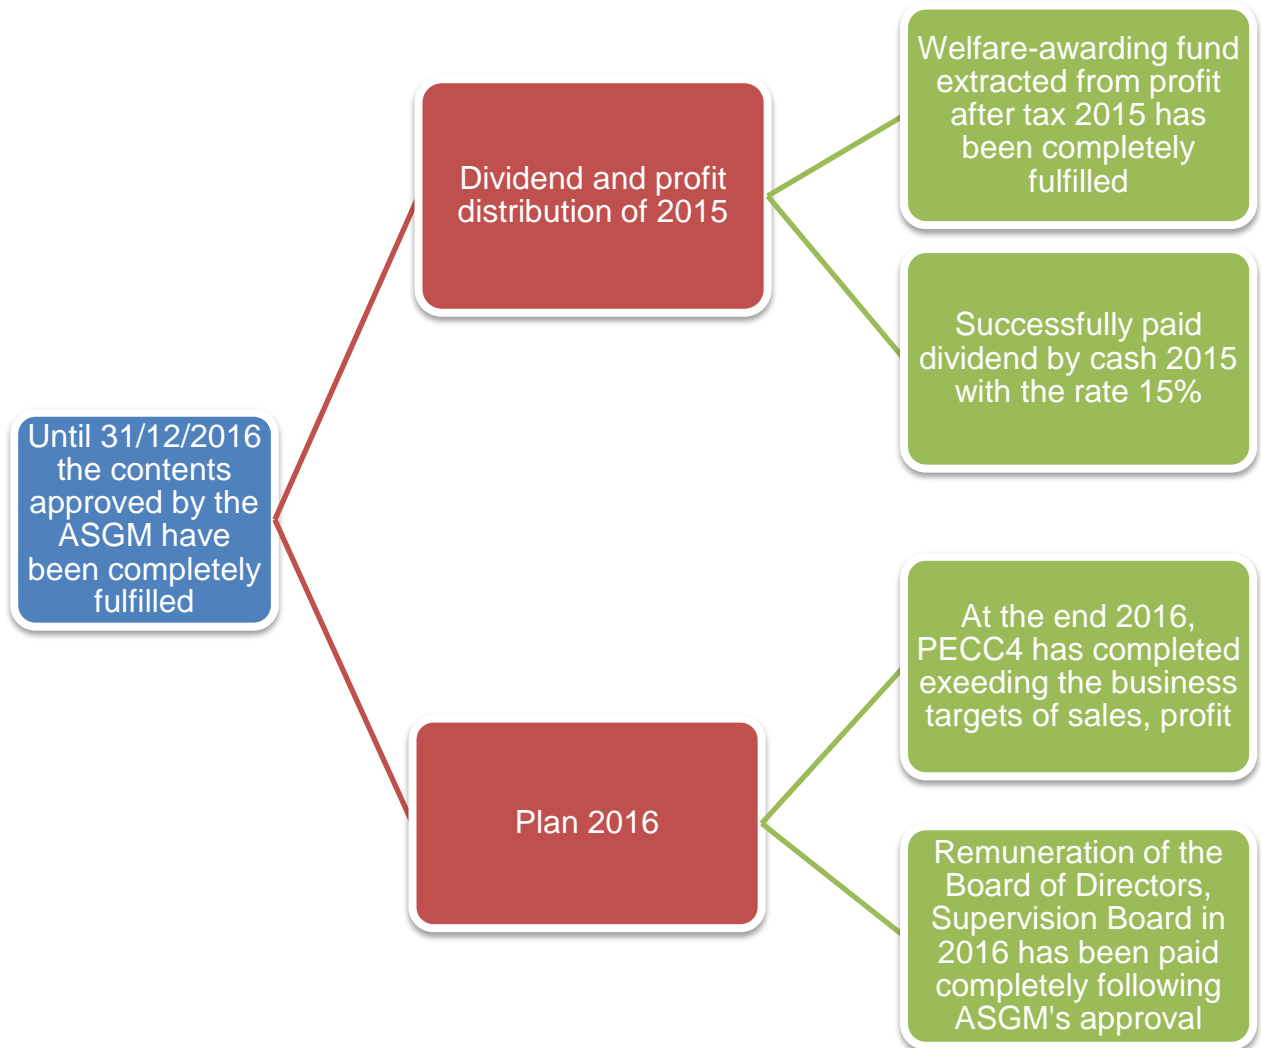 Until 31/12/2016
the contents
approved by the
ASGM have
been completely
fulfilled
Dividend and profit
distribution of 2015
Welfare-awarding fund
extracted from profit
after tax 2015 has
been completely
fulfilled
Successfully paid
dividend by cash 2015
with the rate 15%
Plan 2016
At the end 2016,
PECC4 has completed
exeeding the business
targets of sales, profit
Remuneration of the
Board of Directors,
Supervision Board in
2016 has been paid
completely following
ASGM's approval